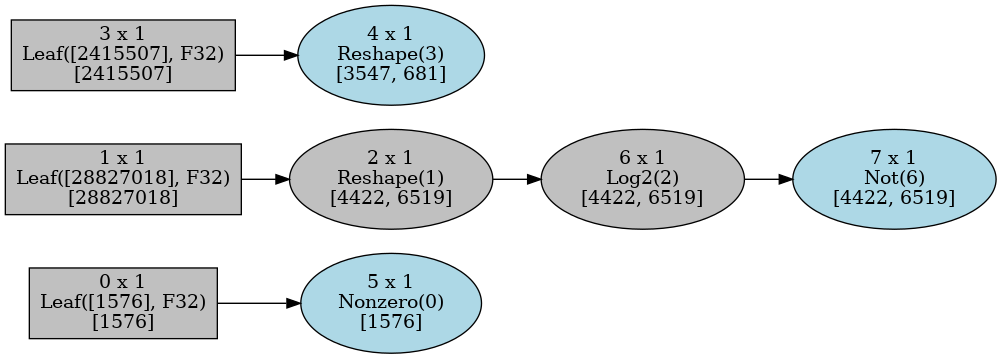 3 x 1
Leaf([2415507], F32)
[2415507]
4 x 1
Reshape(3)
[3547, 681]
1 x 1
Leaf([28827018], F32)
[28827018]
2 x 1
Reshape(1)
[4422, 6519]
6 x 1
Log2(2)
[4422, 6519]
7 x 1
Not(6)
[4422, 6519]
0 x 1
Leaf([1576], F32)
[1576]
5 x 1
Nonzero(0)
[1576]